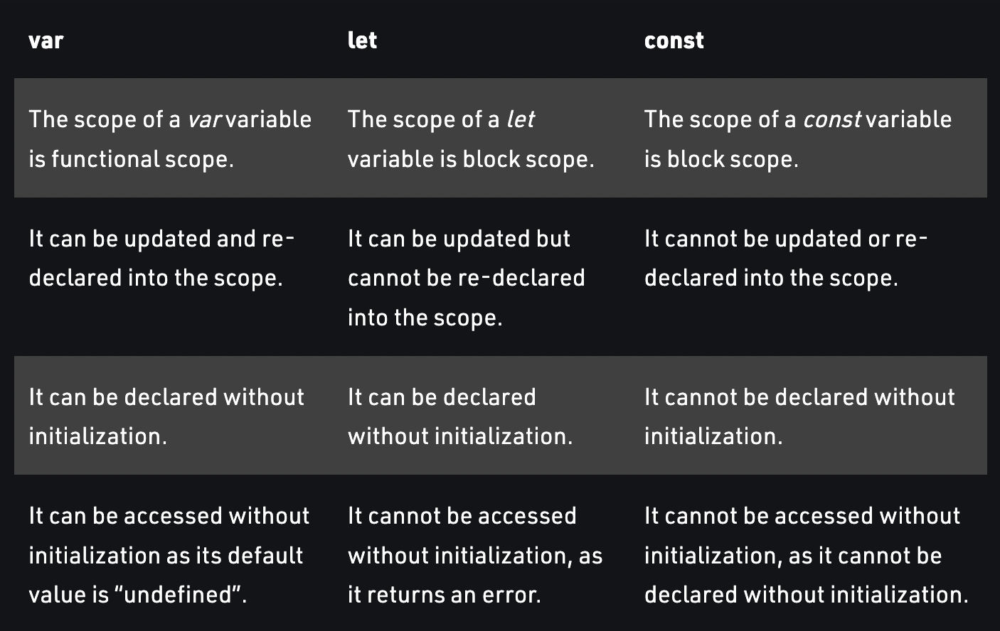 var
let
const
The scope of a var variable
is functional scope.
The scope of a let
variable is block scope.
The scope of a const variable
is block scope.
It can be updated and re-
declared into the scope.
It can be updated but
cannot be re-declared
into the scope.
It cannot be updated or re-
declared into the scope.
It can be declared without
initialization.
It can be declared
without initialization.
It cannot be declared without
initialization.
It can be accessed without
initialization as its default
value is “undefined”.
It cannot be accessed
without initialization, as
it returns an error.
It cannot be accessed without
initialization, as it cannot be
declared without initialization.